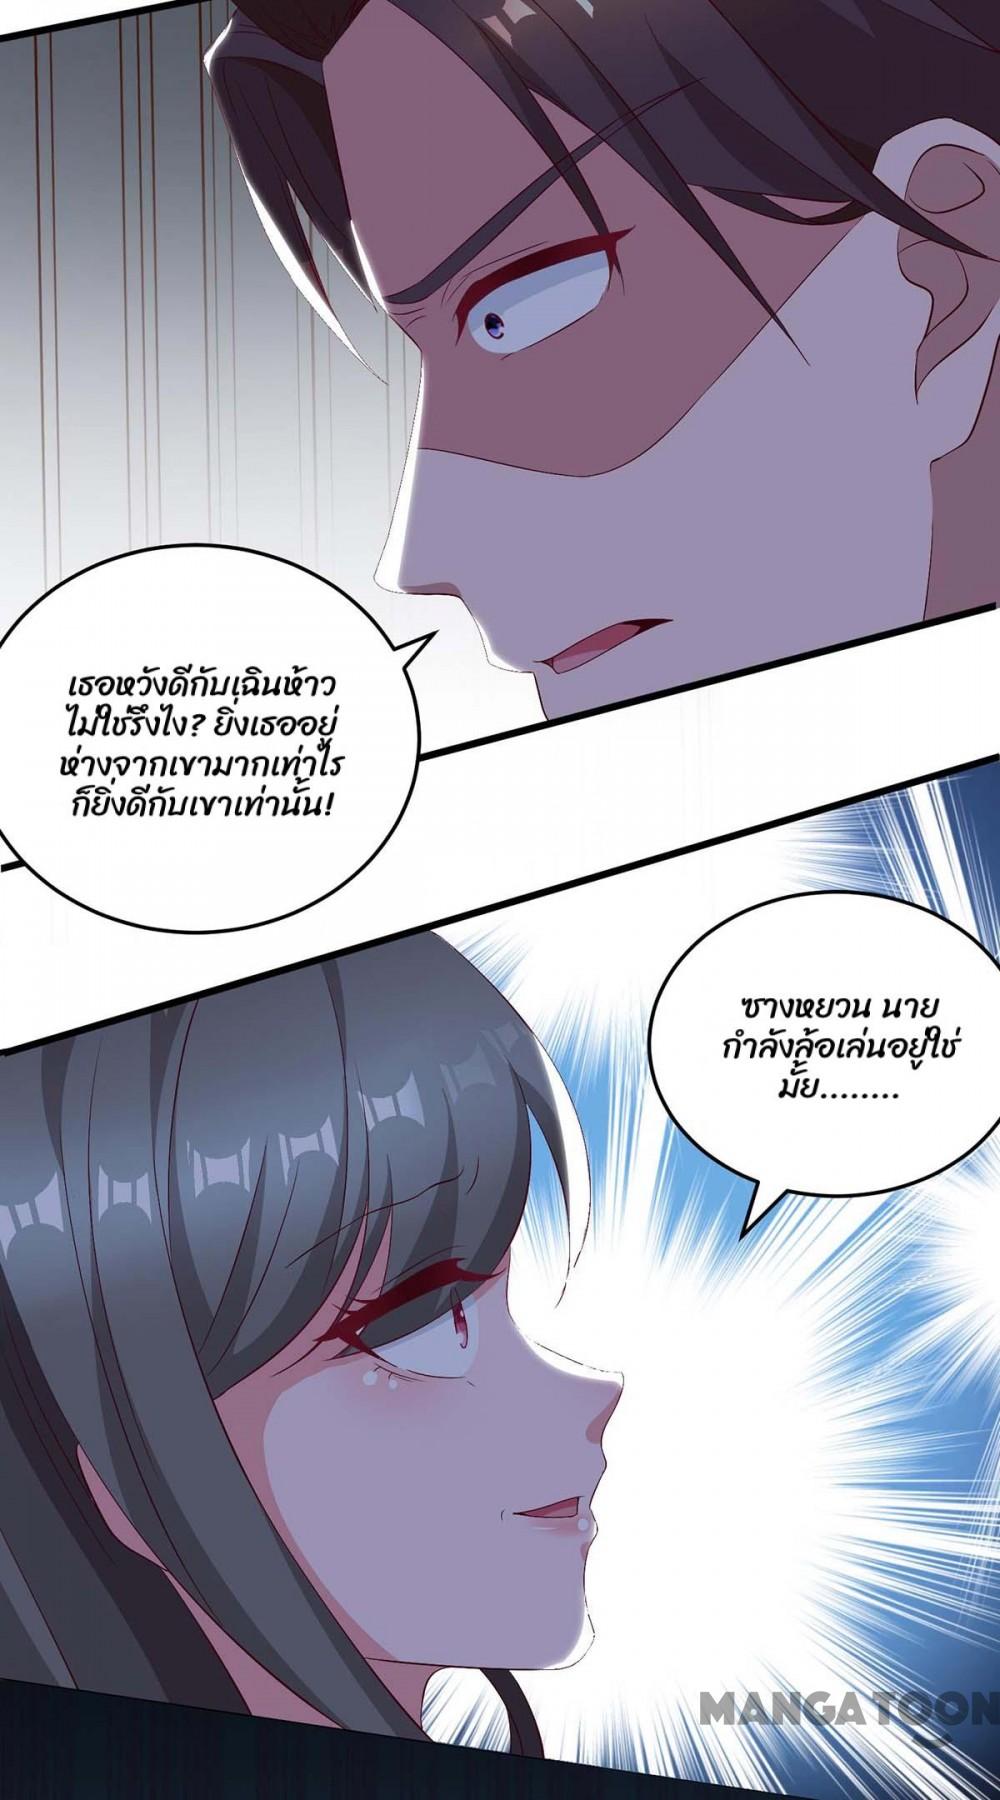 เธอหวังดีกับเฉินห้าว
ไม่ใช่รึไง? ยิ่งเธออยู่
ห่างจากเขามากเท่าไร
ก็ยิ่งดีกับเขาเท่านั้น!
ซางหยวน นาย
กำลังล้อเล่นอยู่ใช่
มั้ย........
MANGATOON